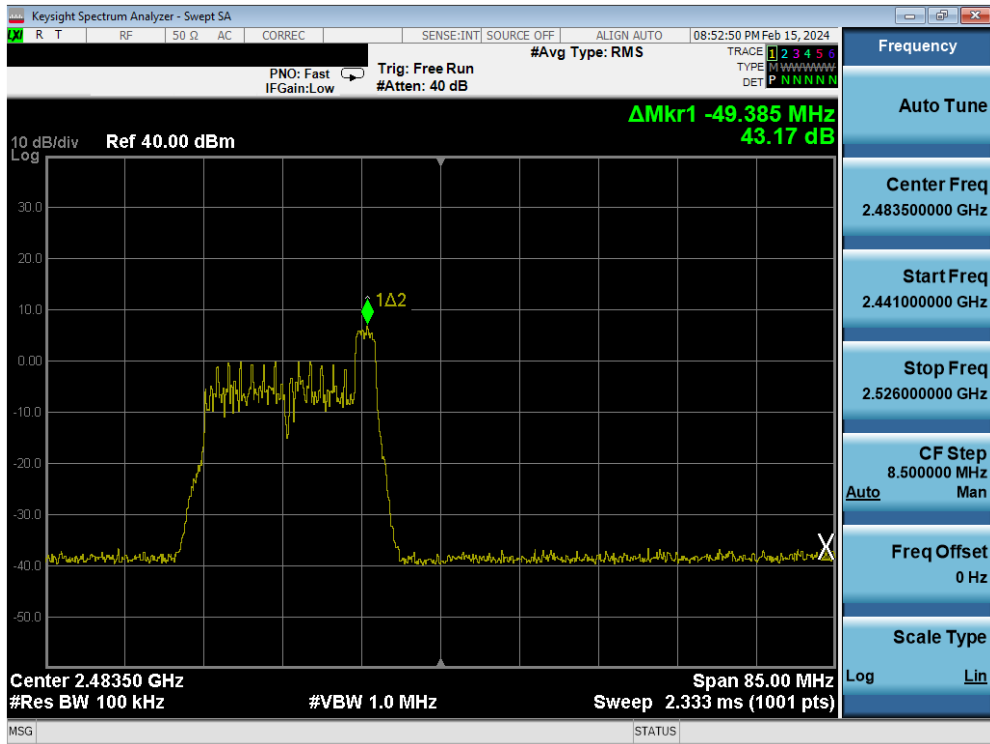 Keysight Spectrum Analyzer - Swept SA
LXI R T RF 50 Ω AC CORREC SENSE:INT SOURCE OFF ALIGN AUTO 08:52:50 PM Feb 15, 2024
#Avg Type: RMS
TRACE 1 2 3 4 5 6
TYPE M WWWWW
DET P N N N N N
PNO: Fast
IFGain:Low
Trig: Free Run
#Atten: 40 dB
ΔMkr1 -49.385 MHz
43.17 dB
10 dB/div Ref 40.00 dBm
Log
30.0
20.0
10.0
0.00
-10.0
-20.0
-30.0
-40.0
-50.0
1Δ2
X
Center 2.48350 GHz Span 85.00 MHz
#Res BW 100 kHz #VBW 1.0 MHz Sweep 2.333 ms (1001 pts)
MSG STATUS
Frequency
Auto Tune
Center Freq
2.483500000 GHz
Start Freq
2.441000000 GHz
Stop Freq
2.526000000 GHz
CF Step
8.500000 MHz
Auto Man
Freq Offset
0 Hz
Scale Type
Log Lin